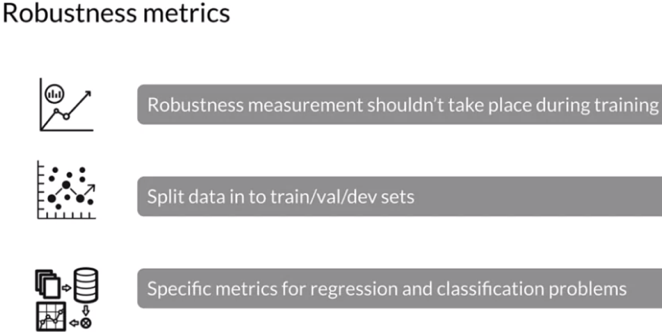 Robustness metrics
Robustness measurement shouldn't take place during training
Split data in to train/val/dev sets
Specific metrics for regression and classification problems